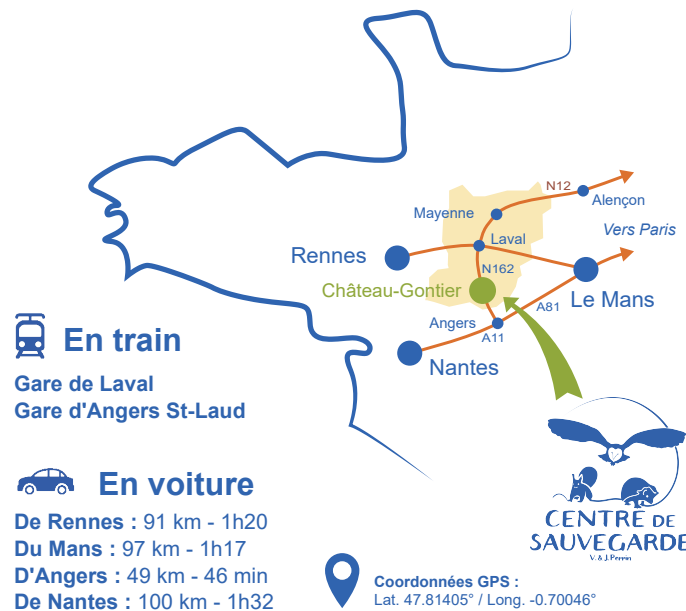 N12
Alençon
Mayenne
Vers Paris
Laval
Rennes
N162
Château-Gontier
Le Mans
A81
Angers
A11
Nantes
En train
Gare de Laval
Gare d'Angers St-Laud
En voiture
De Rennes : 91 km - 1h20
Du Mans : 97 km - 1h17
D'Angers : 49 km - 46 min
De Nantes : 100 km - 1h32
CENTRE DE
SAUVEGARDE
V. & J. Perrin
Coordonnées GPS :
Lat. 47.81405° / Long. -0.70046°